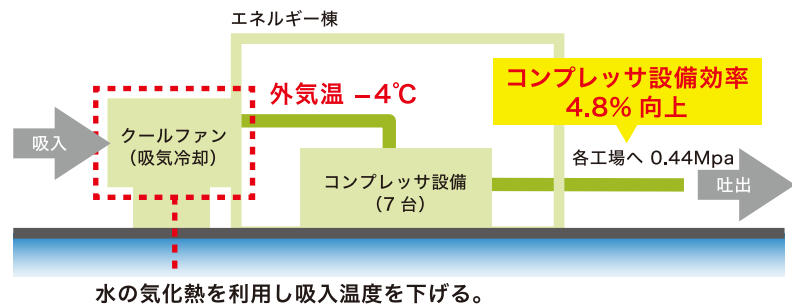 エネルギー棟
コンプレッサ設備効率
4.8% 向上
外気温 −4℃
吸入
クールファン
（吸気冷却）
各工場へ 0.44Mpa
コンプレッサ設備
（7 台）
吐出
水の気化熱を利用し吸入温度を下げる。